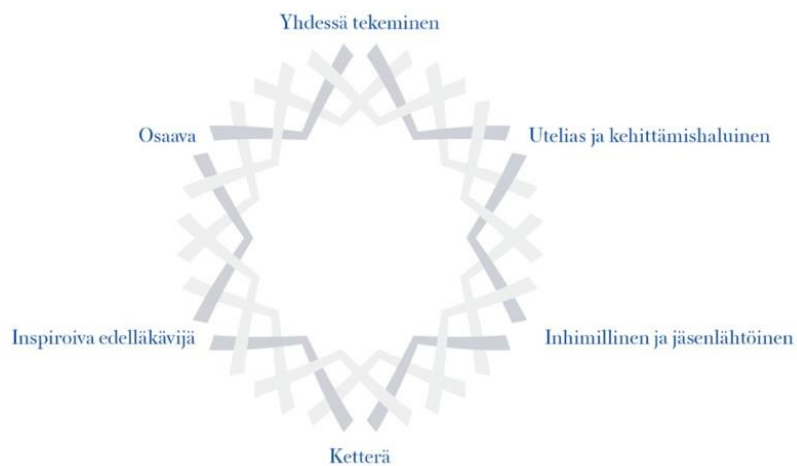 Yhdessä tekeminen
Osaava
Utelias ja kehittämishaluinen
Inspiroiva edelläkävijä
Inhimillinen ja jäsenlähtöinen
Ketterä